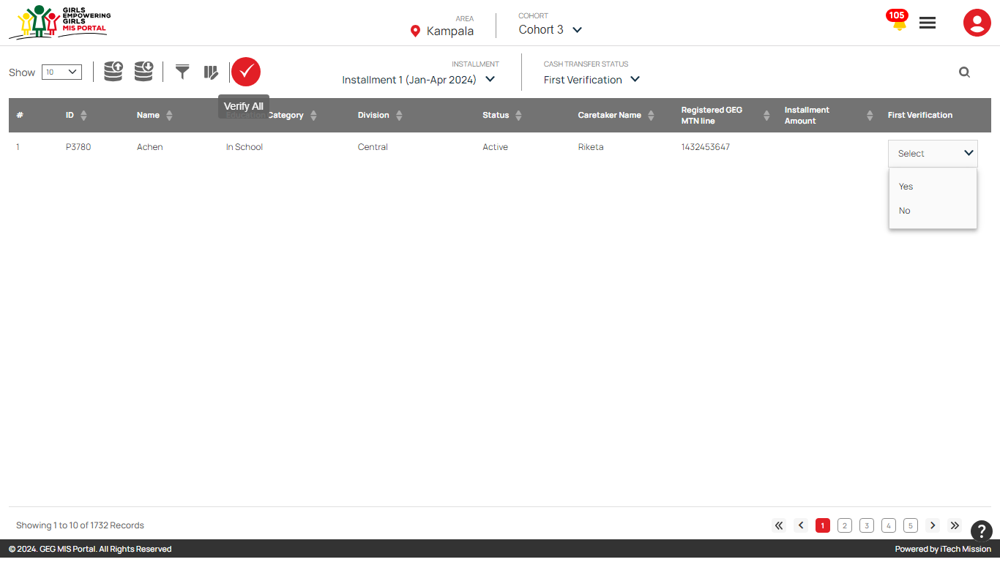 GIRLS
EMPOWERING
GIRLS
MIS PORTAL
AREA
Kampala
COHORT
Cohort 3
105
Show 10
INSTALLMENT
Installment 1 (Jan-Apr 2024)
CASH TRANSFER STATUS
First Verification
Verify All
# ID Name Education Category Division Status Caretaker Name Registered GEG MTN line Installment Amount First Verification
1 P3780 Achen In School Central Active Riketa 1432453647 Select
Yes
No
Showing 1 to 10 of 1732 Records
1 2 3 4 5
?
© 2024. GEG MIS Portal. All Rights Reserved
Powered by iTech Mission